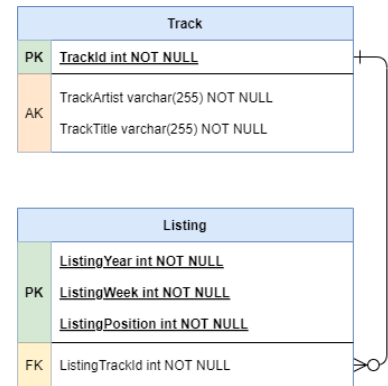 Track
PK TrackId int NOT NULL
AK
TrackArtist varchar(255) NOT NULL
TrackTitle varchar(255) NOT NULL
Listing
PK
ListingYear int NOT NULL
ListingWeek int NOT NULL
ListingPosition int NOT NULL
FK ListingTrackId int NOT NULL